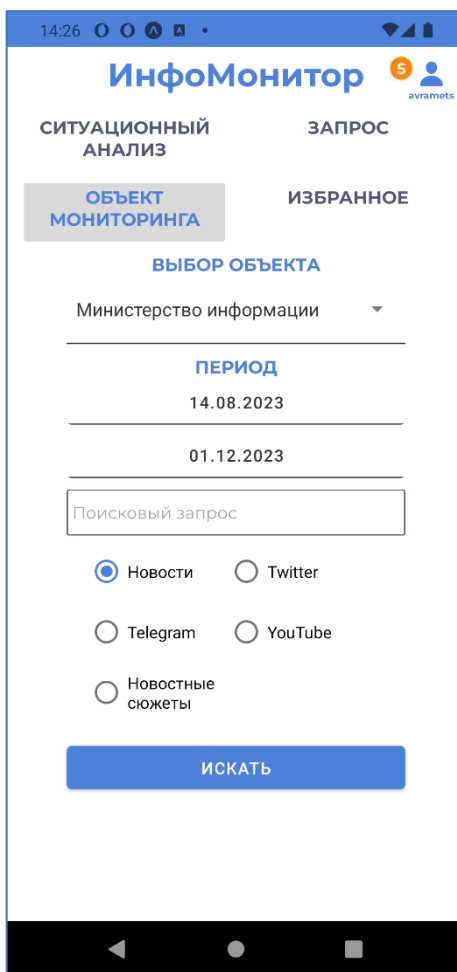 14:26
ИнфоМонитор
5
avramets
СИТУАЦИОННЫЙ
АНАЛИЗ
ЗАПРОС
ОБЪЕКТ
МОНИТОРИНГА
ИЗБРАННОЕ
ВЫБОР ОБЪЕКТА
Министерство информации
ПЕРИОД
14.08.2023
01.12.2023
Поисковый запрос
Новости
Twitter
Telegram
YouTube
Новостные
сюжеты
ИСКАТЬ